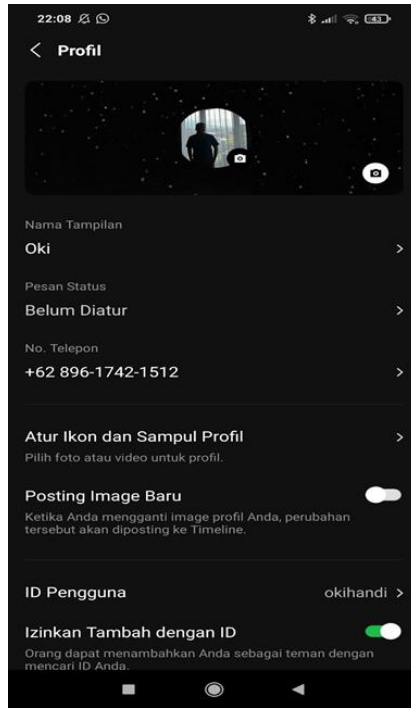 22:08
43
Profil
Nama Tampilan
Oki
Pesan Status
Belum Diatur
No. Telepon
+62 896-1742-1512
Atur Ikon dan Sampul Profil
Pilih foto atau video untuk profil.
Posting Image Baru
Ketika Anda mengganti image profil Anda, perubahan
tersebut akan diposting ke Timeline.
ID Pengguna
okihandi
Izinkan Tambah dengan ID
Orang dapat menambahkan Anda sebagai teman dengan
mencari ID Anda.